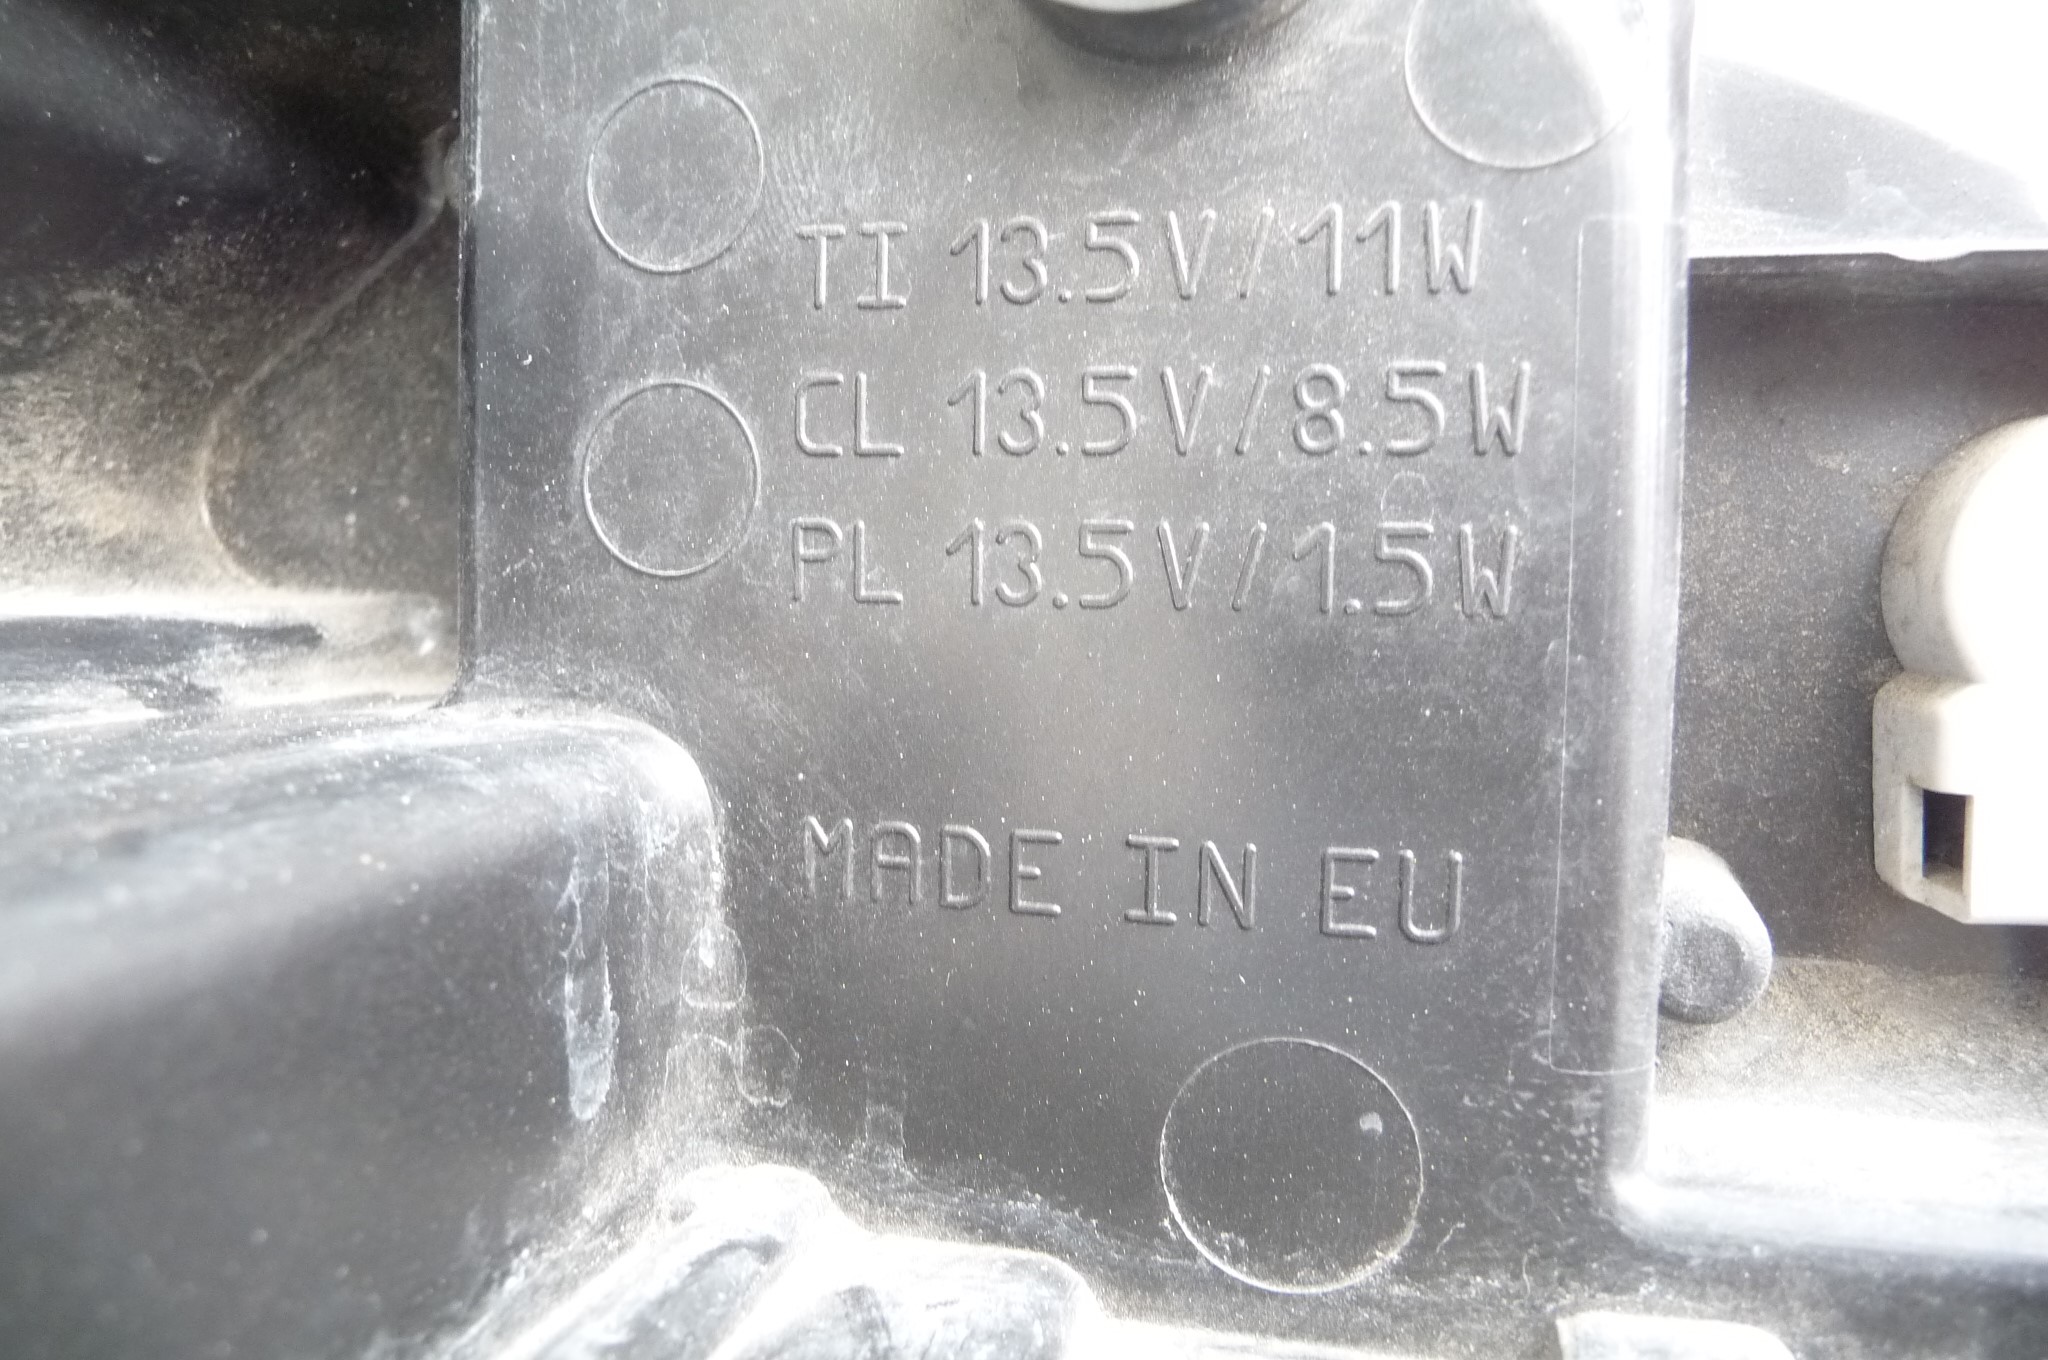 TI 13.5V/11W
CL 13.5V/8.5W
PL 13.5V/1.5W
MADE IN EU